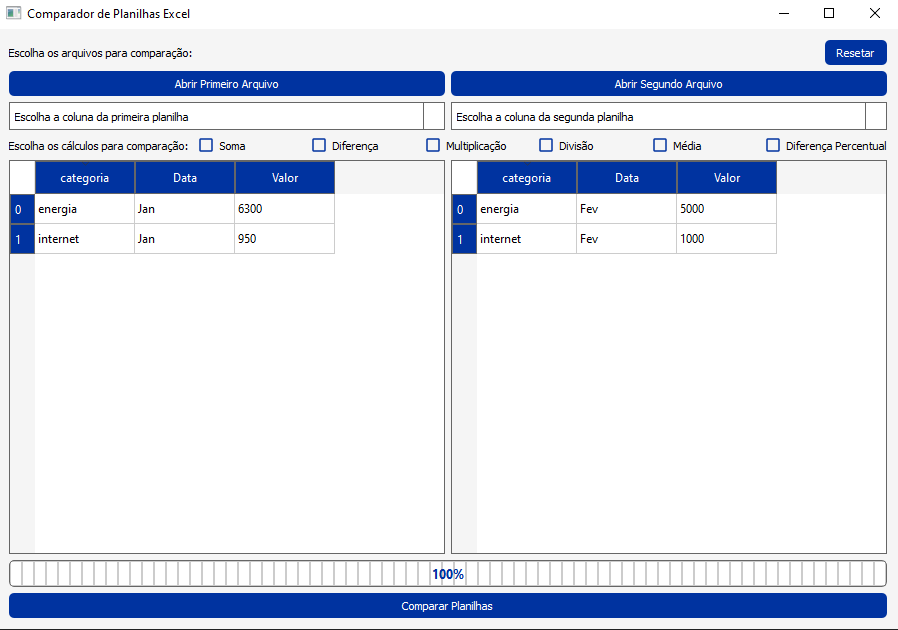 Comparador de Planilhas Excel
Escolha os arquivos para comparação:
Resetar
Abrir Primeiro Arquivo
Abrir Segundo Arquivo
Escolha a coluna da primeira planilha
Escolha a coluna da segunda planilha
Escolha os cálculos para comparação: Soma Diferença Multiplicação Divisão Média Diferença Percentual
categoria Data Valor
0 energia Jan 6300
1 internet Jan 950
categoria Data Valor
0 energia Fev 5000
1 internet Fev 1000
100%
Comparar Planilhas